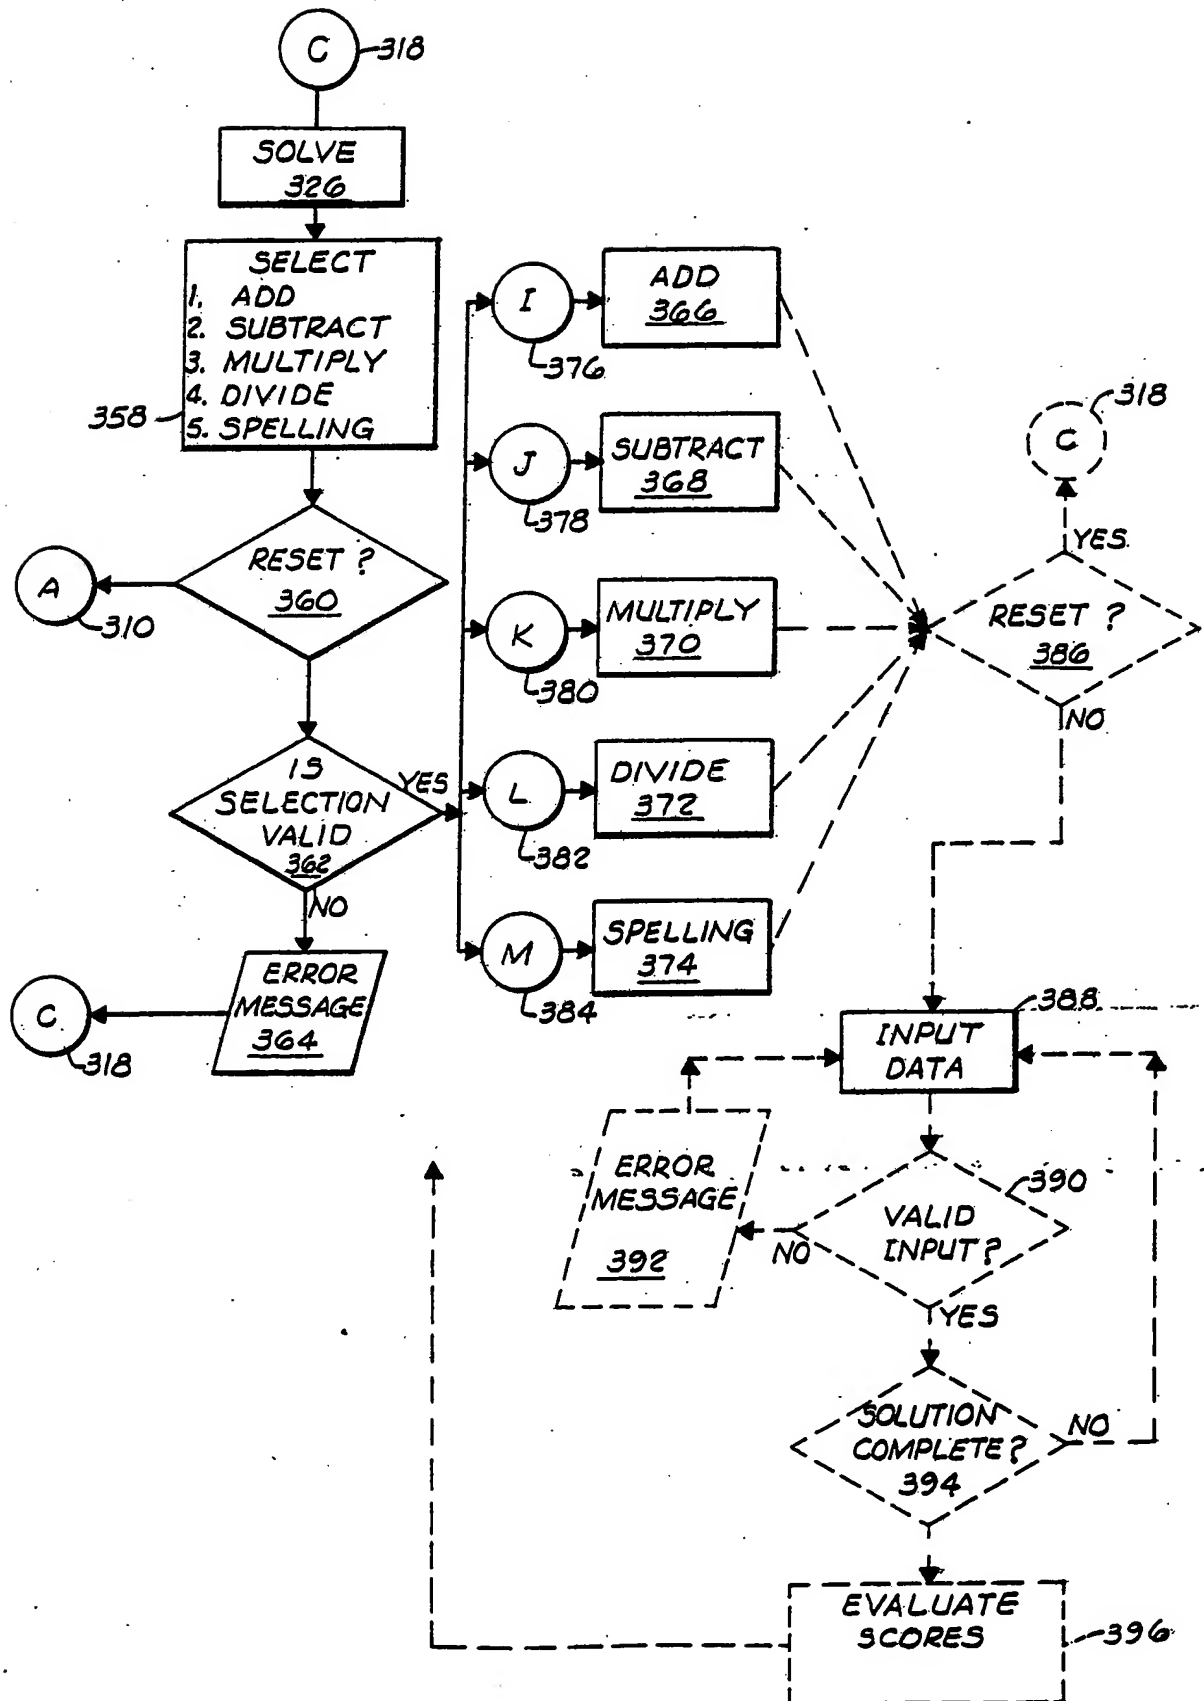 C
318
SOLVE
326
SELECT
1. ADD
2. SUBTRACT
3. MULTIPLY
4. DIVIDE
5. SPELLING
358
RESET ?
360
A
310
IS
SELECTION
VALID
362
YES
NO
ERROR
MESSAGE
364
C
318
I
376
ADD
366
J
378
SUBTRACT
368
K
380
MULTIPLY
370
L
382
DIVIDE
372
M
384
SPELLING
374
318
C
YES
RESET ?
386
NO
388
INPUT
DATA
ERROR
MESSAGE
392
390
VALID
INPUT?
NO
YES
SOLUTION
COMPLETE?
394
NO
EVALUATE
SCORES
396